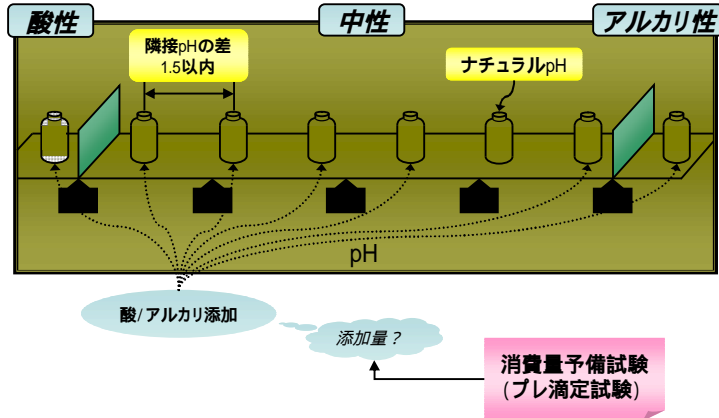 酸性
中性
アルカリ性
隣接pHの差
1.5以内
ナチュラルpH
pH
酸/アルカリ添加
添加量？
消費量予備試験
(プレ滴定試験)